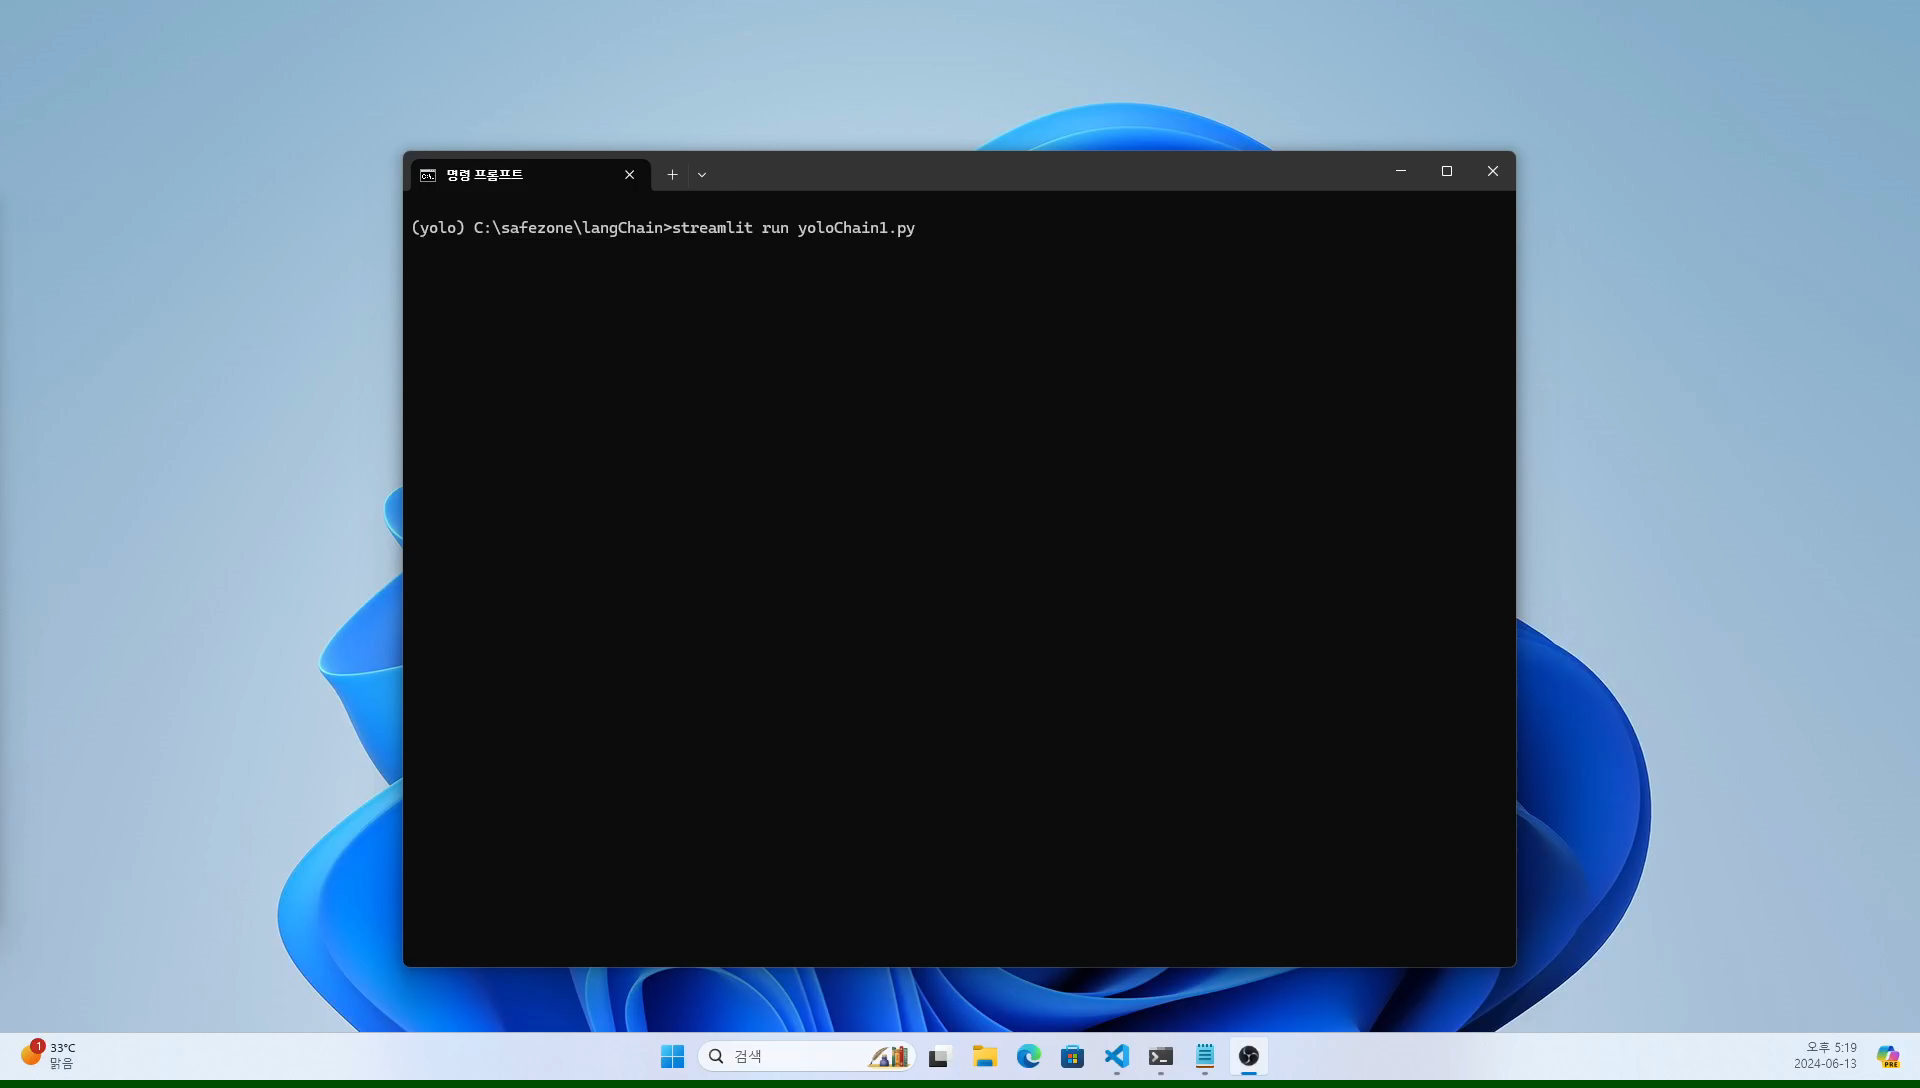 명령 프롬프트
(yolo) C:\safezone\langChain>streamlit run yoloChain1.py
1
33°C
맑음
검색
오후 5:19
2024-06-13
PRE